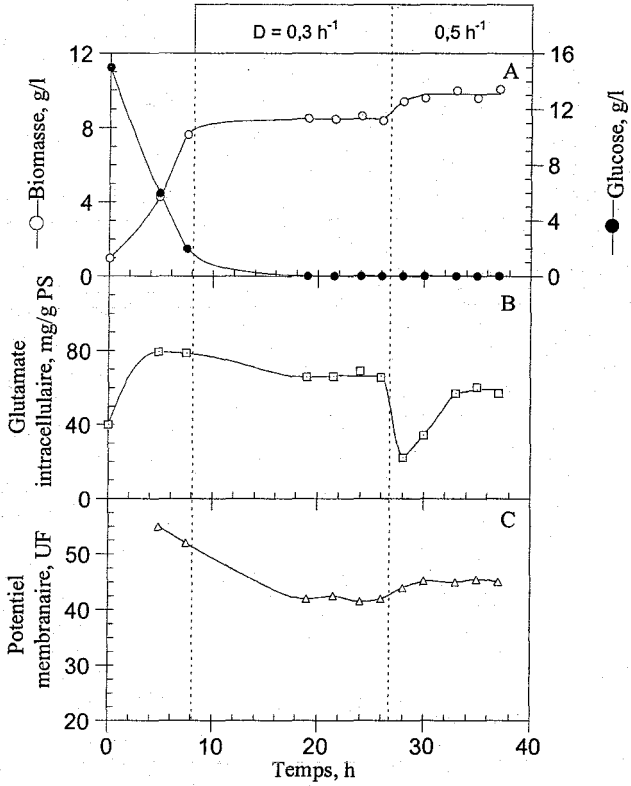 D = 0,3 h⁻¹
0,5 h⁻¹
A
12
8
4
0
Biomasse, g/l
16
12
8
4
0
Glucose, g/l
B
80
40
0
Glutamate
intracellulaire, mg/g PS
C
50
40
30
20
Potentiel
membranaire, UF
0
10
20
30
40
Temps, h